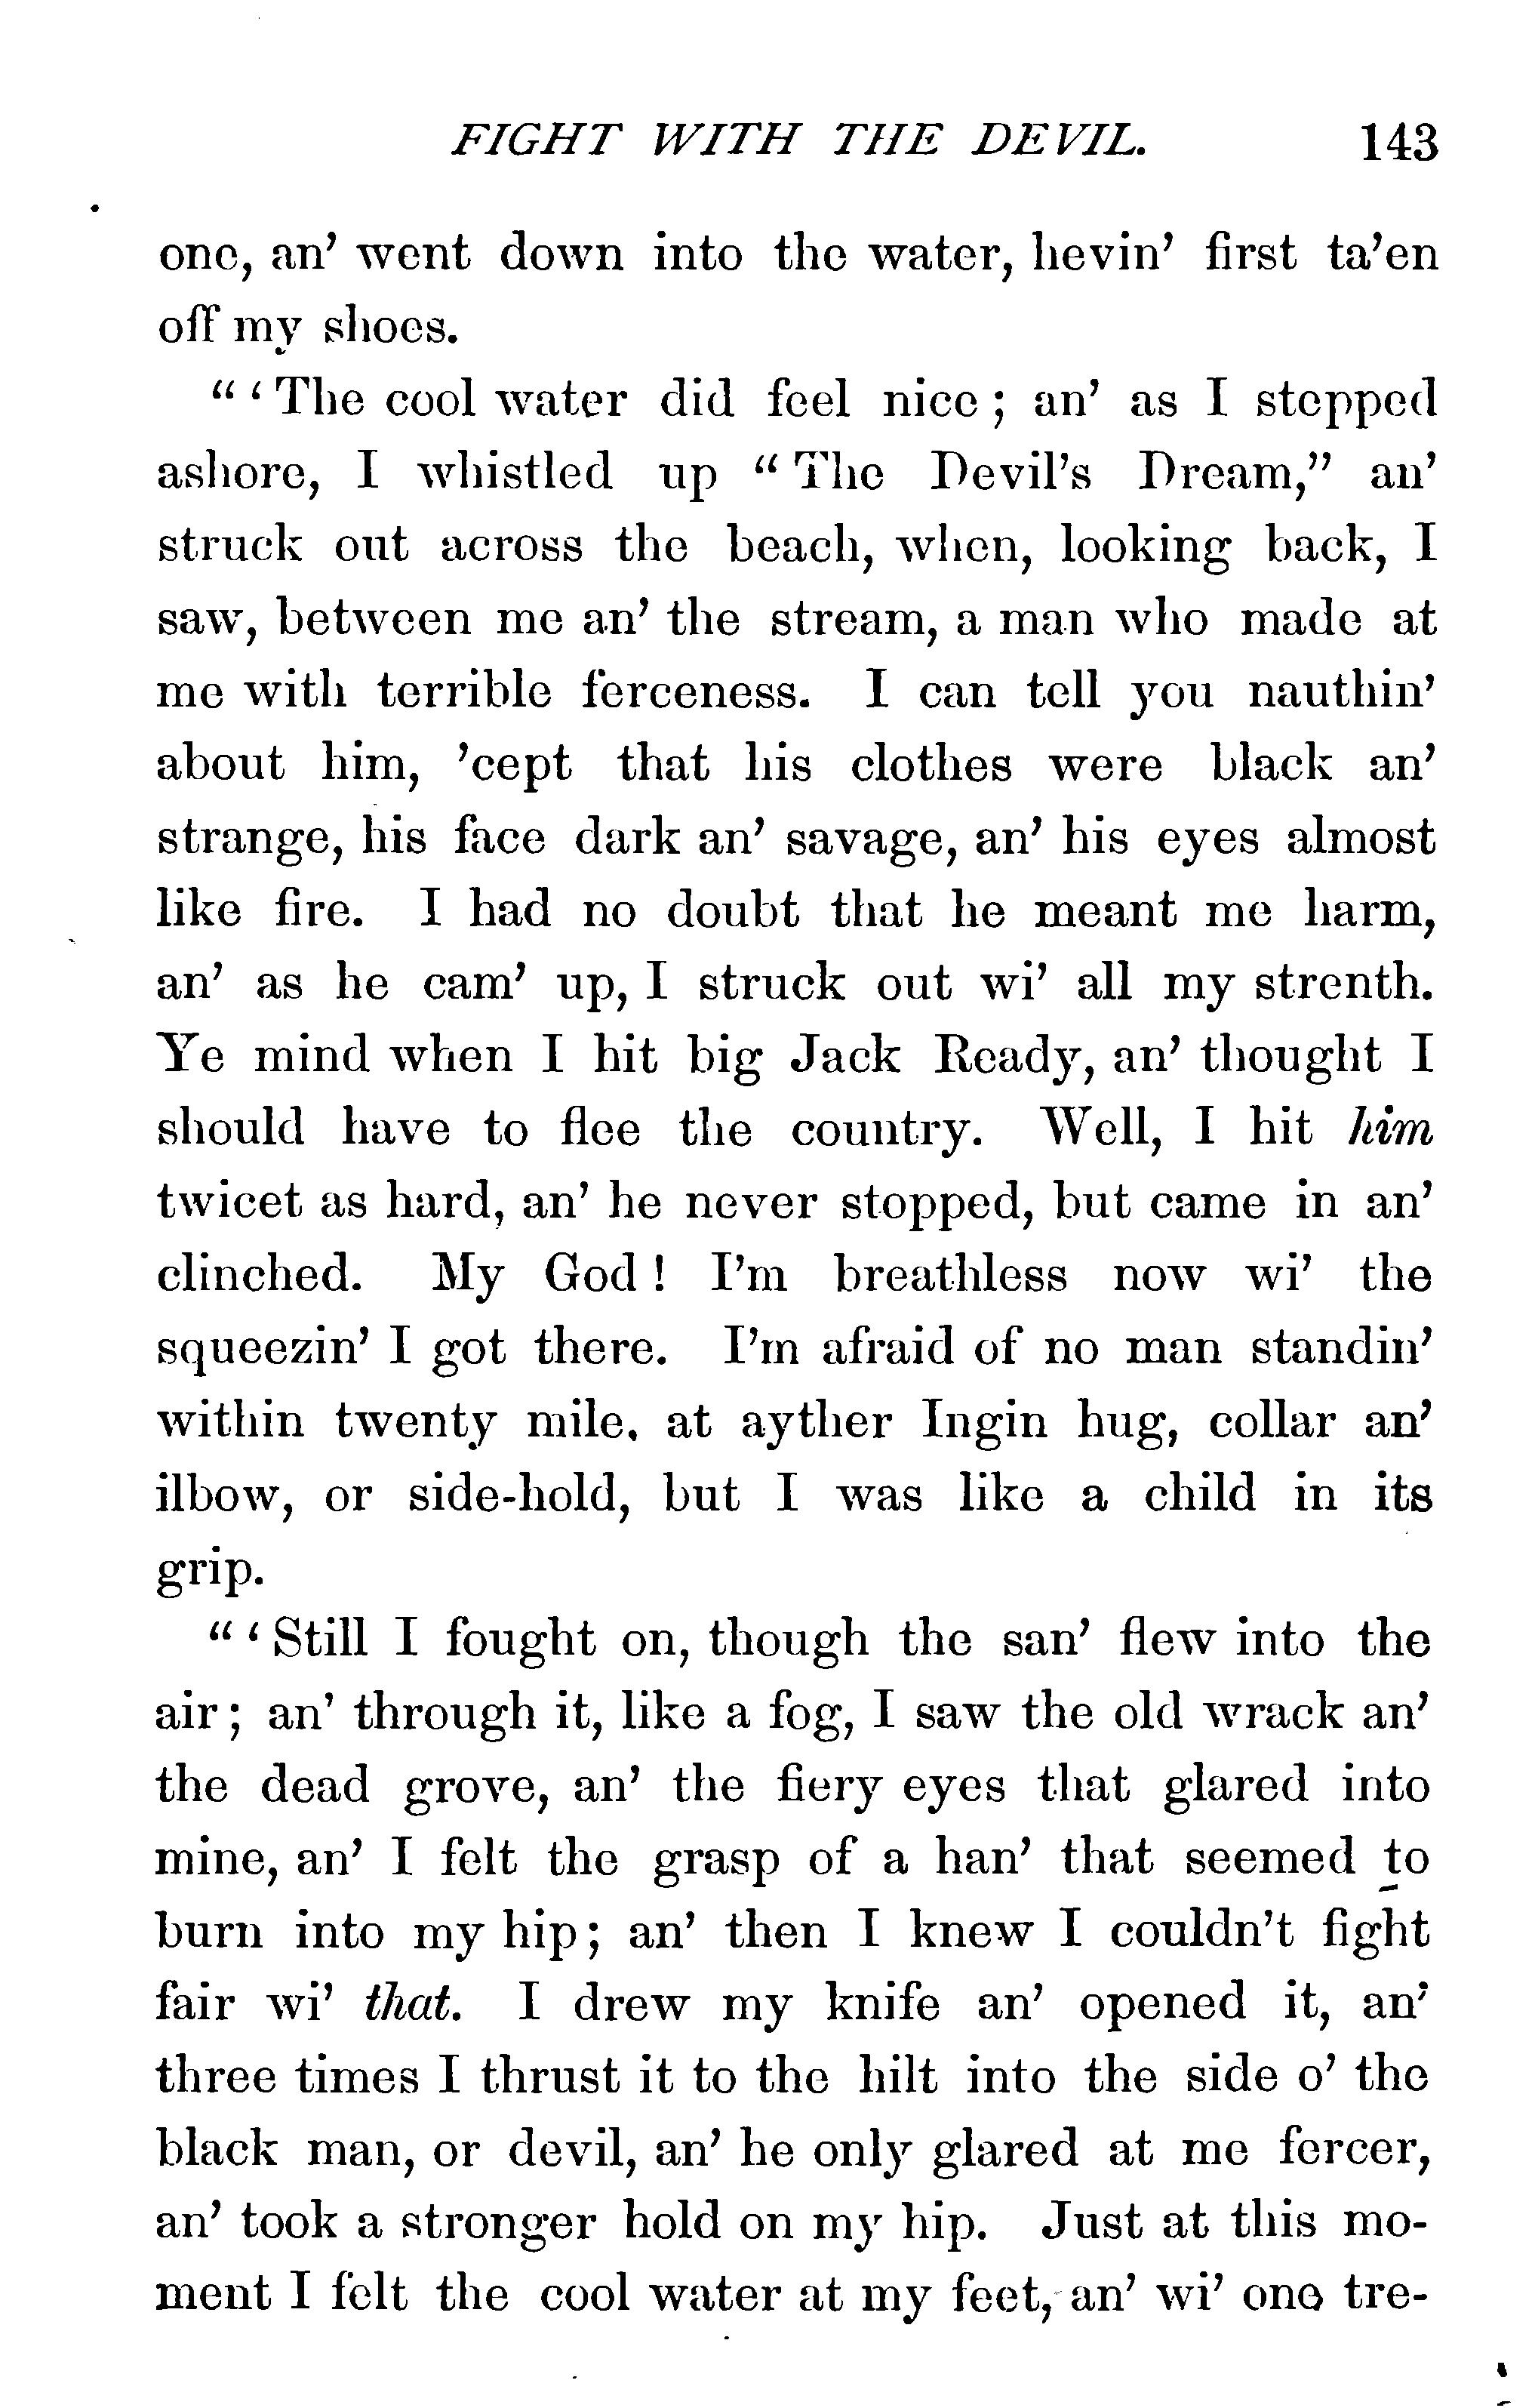 FIGHT WITH THE DEVIL. 143
one, an' went down into the water, hevin' first ta'en
off my shoes.
"'The cool water did feel nice; an' as I stepped
ashore, I whistled up "The Devil's Dream," an'
struck out across the beach, when, looking back, I
saw, between me an' the stream, a man who made at
me with terrible ferceness. I can tell you nauthin'
about him, 'cept that his clothes were black an'
strange, his face dark an' savage, an' his eyes almost
like fire. I had no doubt that he meant me harm,
an' as he cam' up, I struck out wi' all my strenth.
Ye mind when I hit big Jack Ready, an' thought I
should have to flee the country. Well, I hit him
twicet as hard, an' he never stopped, but came in an'
clinched. My God! I'm breathless now wi' the
squeezin' I got there. I'm afraid of no man standin'
within twenty mile, at ayther Ingin hug, collar an'
ilbow, or side-hold, but I was like a child in its
grip.
"'Still I fought on, though the san' flew into the
air; an' through it, like a fog, I saw the old wrack an'
the dead grove, an' the fiery eyes that glared into
mine, an' I felt the grasp of a han' that seemed to
burn into my hip; an' then I knew I couldn't fight
fair wi' that. I drew my knife an' opened it, an'
three times I thrust it to the hilt into the side o' the
black man, or devil, an' he only glared at me fercer,
an' took a stronger hold on my hip. Just at this mo-
ment I felt the cool water at my feet, an' wi' one tre-